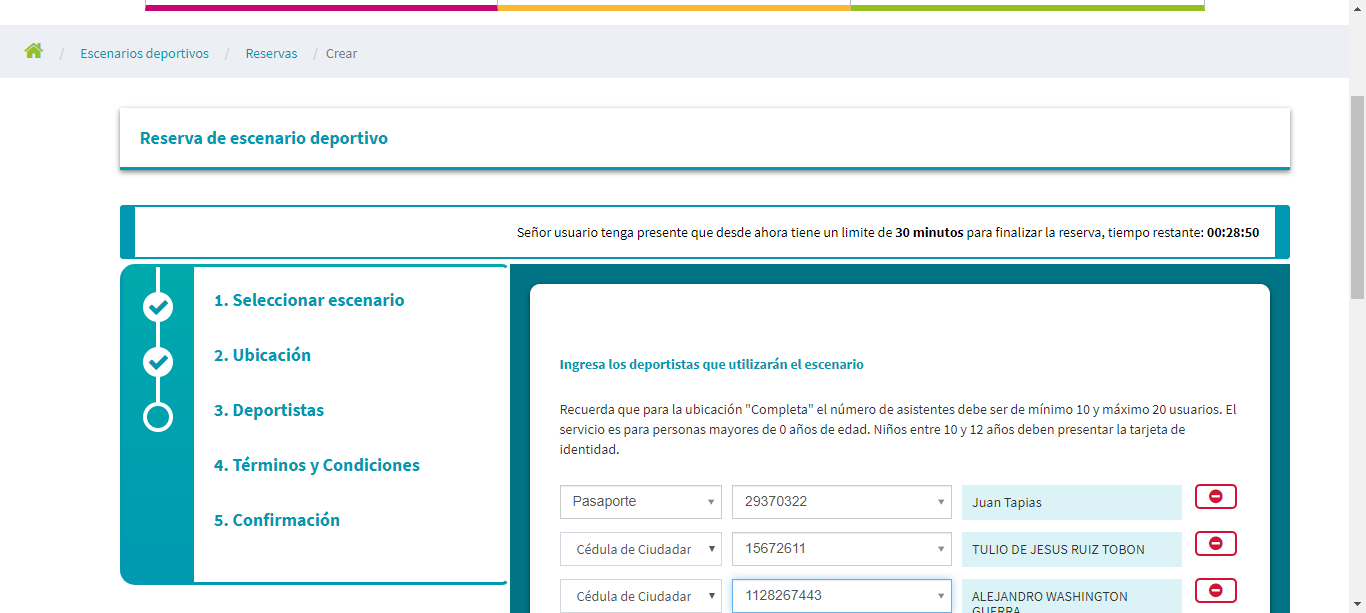 / Escenarios deportivos / Reservas / Crear
Reserva de escenario deportivo
Señor usuario tenga presente que desde ahora tiene un limite de 30 minutos para finalizar la reserva, tiempo restante: 00:28:50
1. Seleccionar escenario
2. Ubicación
3. Deportistas
4. Términos y Condiciones
5. Confirmación
Ingresa los deportistas que utilizarán el escenario
Recuerda que para la ubicación "Completa" el número de asistentes debe ser de mínimo 10 y máximo 20 usuarios. El
servicio es para personas mayores de 0 años de edad. Niños entre 10 y 12 años deben presentar la tarjeta de
identidad.
Pasaporte 29370322 Juan Tapias
Cédula de Ciudadar 15672611 TULIO DE JESUS RUIZ TOBON
Cédula de Ciudadar 1128267443 ALEJANDRO WASHINGTON
GUERRA